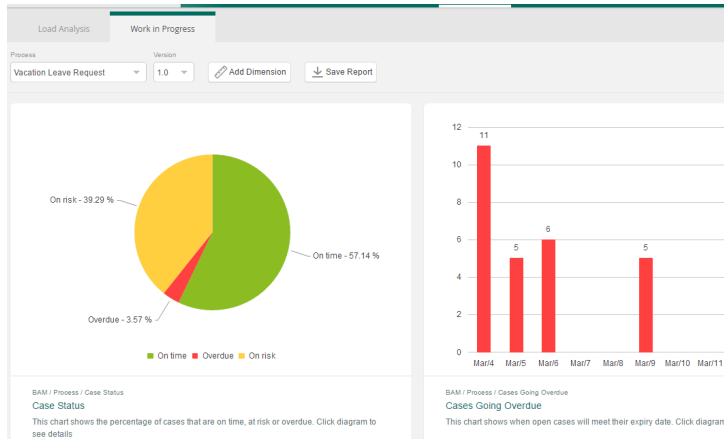 Load Analysis
Work in Progress
Process
Version
Vacation Leave Request
1.0
Add Dimension
Save Report
On risk - 39.29 %
On time - 57.14 %
Overdue - 3.57 %
On time
Overdue
On risk
BAM / Process / Case Status
Case Status
This chart shows the percentage of cases that are on time, at risk or overdue. Click diagram to
see details
12
10
8
6
4
2
0
11
5
6
5
Mar/4
Mar/5
Mar/6
Mar/7
Mar/8
Mar/9
Mar/10
Mar/11
BAM / Process / Cases Going Overdue
Cases Going Overdue
This chart shows when open cases will meet their expiry date. Click diagram